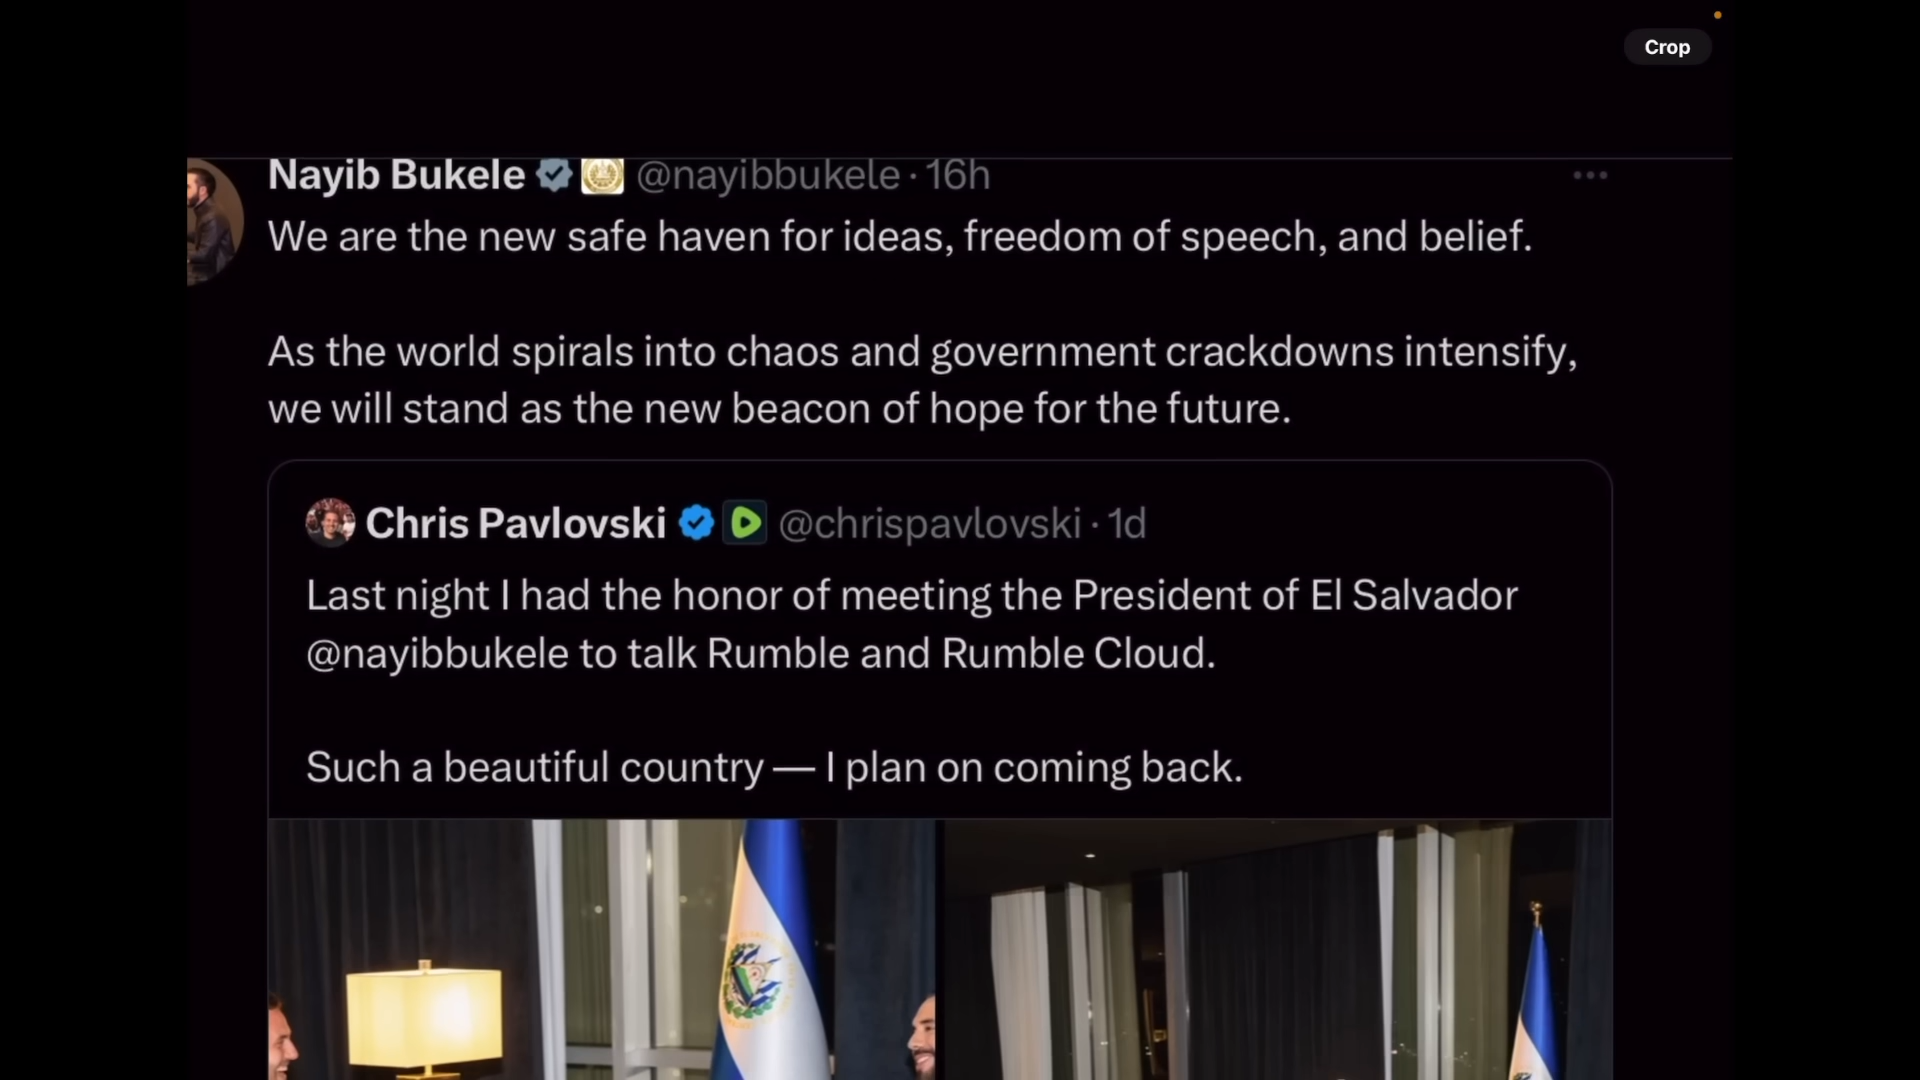 Crop
Nayib Bukele @nayibbukele · 16h
We are the new safe haven for ideas, freedom of speech, and belief.
As the world spirals into chaos and government crackdowns intensify,
we will stand as the new beacon of hope for the future.
Chris Pavlovski @chrispavlovski · 1d
Last night I had the honor of meeting the President of El Salvador
@nayibbukele to talk Rumble and Rumble Cloud.
Such a beautiful country — I plan on coming back.